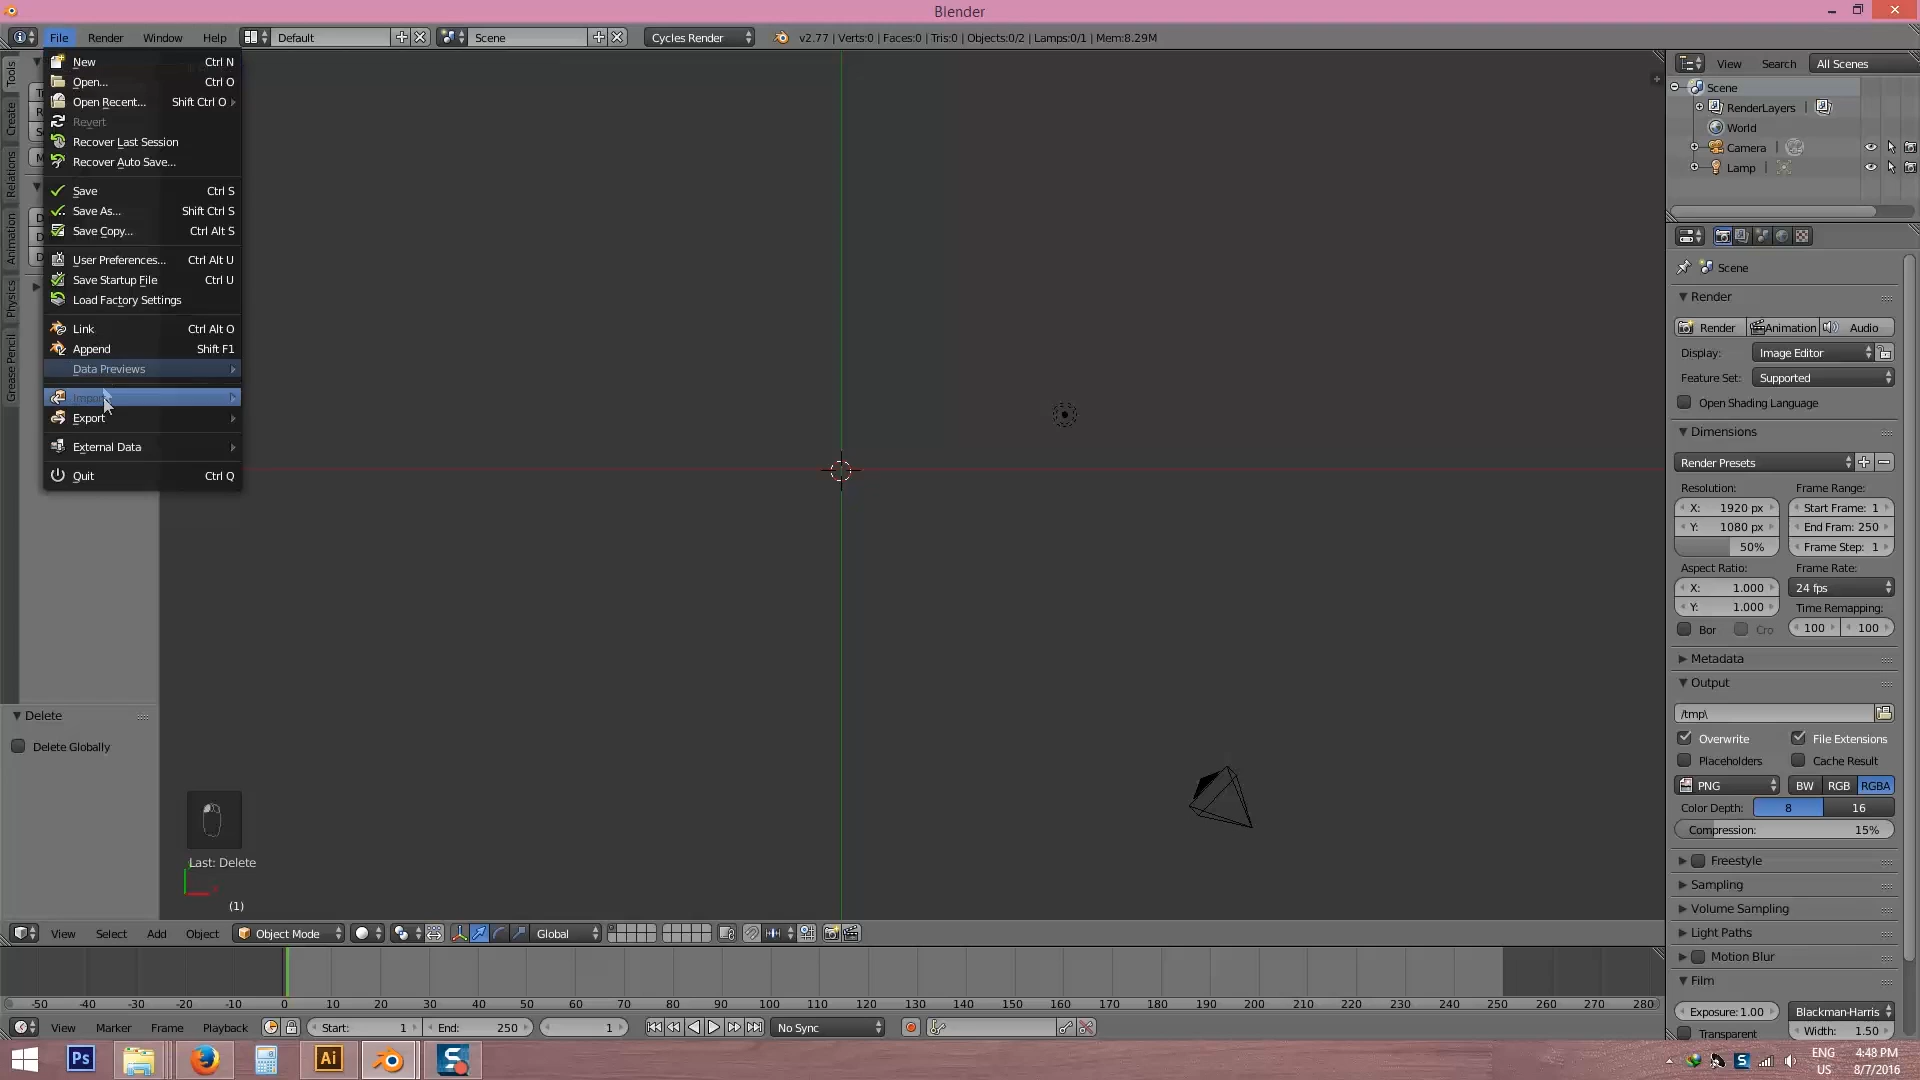 Blender
File Render Window Help Default Scene Cycles Render v2.77 | Verts:0 | Faces:0 | Tris:0 | Objects:0/2 | Lamps:0/1 | Mem:8.29M
New Ctrl N
Open... Ctrl O
Open Recent... Shift Ctrl O
Revert
Recover Last Session
Recover Auto Save...
Save Ctrl S
Save As... Shift Ctrl S
Save Copy... Ctrl Alt S
User Preferences... Ctrl Alt U
Save Startup File Ctrl U
Load Factory Settings
Link Ctrl Alt O
Append Shift F1
Data Previews
Import
Export
External Data
Quit Ctrl Q
Tools
Create
Relations
Animation
Physics
Grease Pencil
Delete
Delete Globally
Last: Delete
(1)
View Search All Scenes
Scene
RenderLayers
World
Camera
Lamp
Scene
Render
Render Animation Audio
Display: Image Editor
Feature Set: Supported
Open Shading Language
Dimensions
Render Presets
Resolution: Frame Range:
X: 1920 px Start Frame: 1
Y: 1080 px End Fram: 250
50% Frame Step: 1
Aspect Ratio: Frame Rate:
X: 1.000 24 fps
Y: 1.000 Time Remapping:
Bor Cro 100 100
Metadata
Output
/tmp\
Overwrite File Extensions
Placeholders Cache Result
PNG BW RGB RGBA
Color Depth: 8 16
Compression: 15%
Freestyle
Sampling
Volume Sampling
Light Paths
Motion Blur
Film
Exposure: 1.00 Blackman-Harris
Transparent Width: 1.50
View Select Add Object Object Mode Global
-50 -40 -30 -20 -10 0 10 20 30 40 50 60 70 80 90 100 110 120 130 140 150 160 170 180 190 200 210 220 230 240 250 260 270 280
View Marker Frame Playback Start: 1 End: 250 1 No Sync
Ps Ai S S ENG 4:48 PM
US 8/7/2016